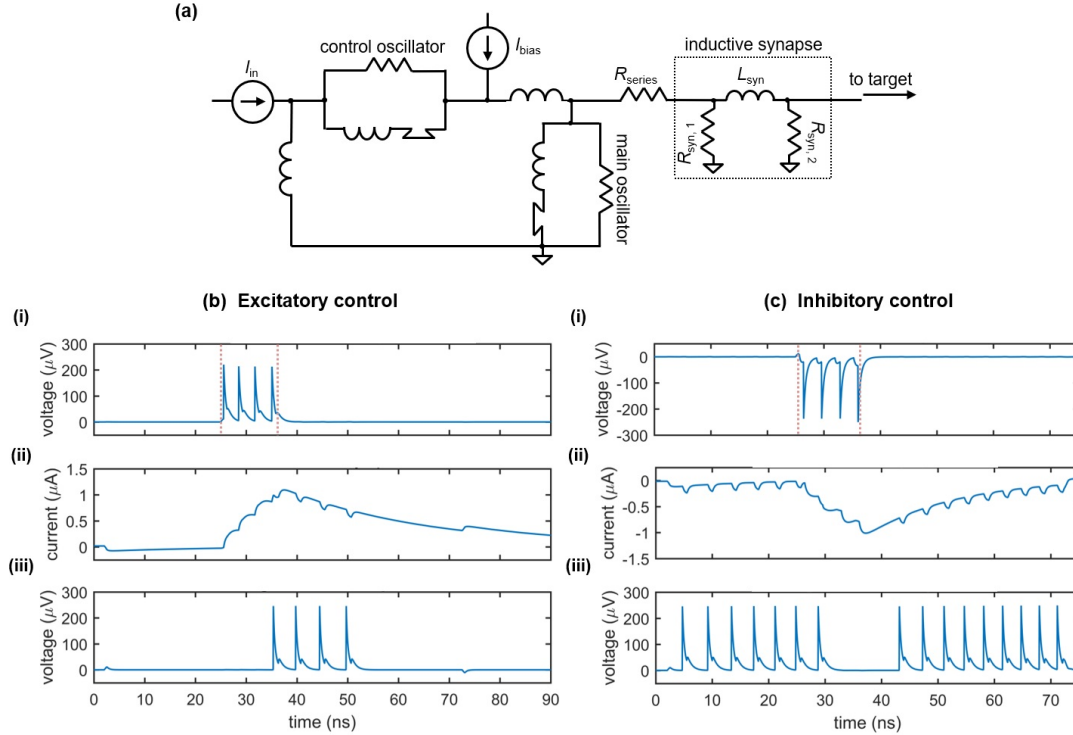 (a)
control oscillator
I_in
I_bias
R_series
inductive synapse
L_syn
to target
R_syn, 1
R_syn, 2
main oscillator
(b) Excitatory control
(i)
voltage (μV)
300
200
100
0
(ii)
current (μA)
1.5
1
0.5
0
(iii)
voltage (μV)
300
200
100
0
0 10 20 30 40 50 60 70 80 90
time (ns)
(c) Inhibitory control
(i)
voltage (μV)
0
-100
-200
-300
(ii)
current (μA)
0
-0.5
-1
-1.5
(iii)
voltage (μV)
300
200
100
0
0 10 20 30 40 50 60 70
time (ns)